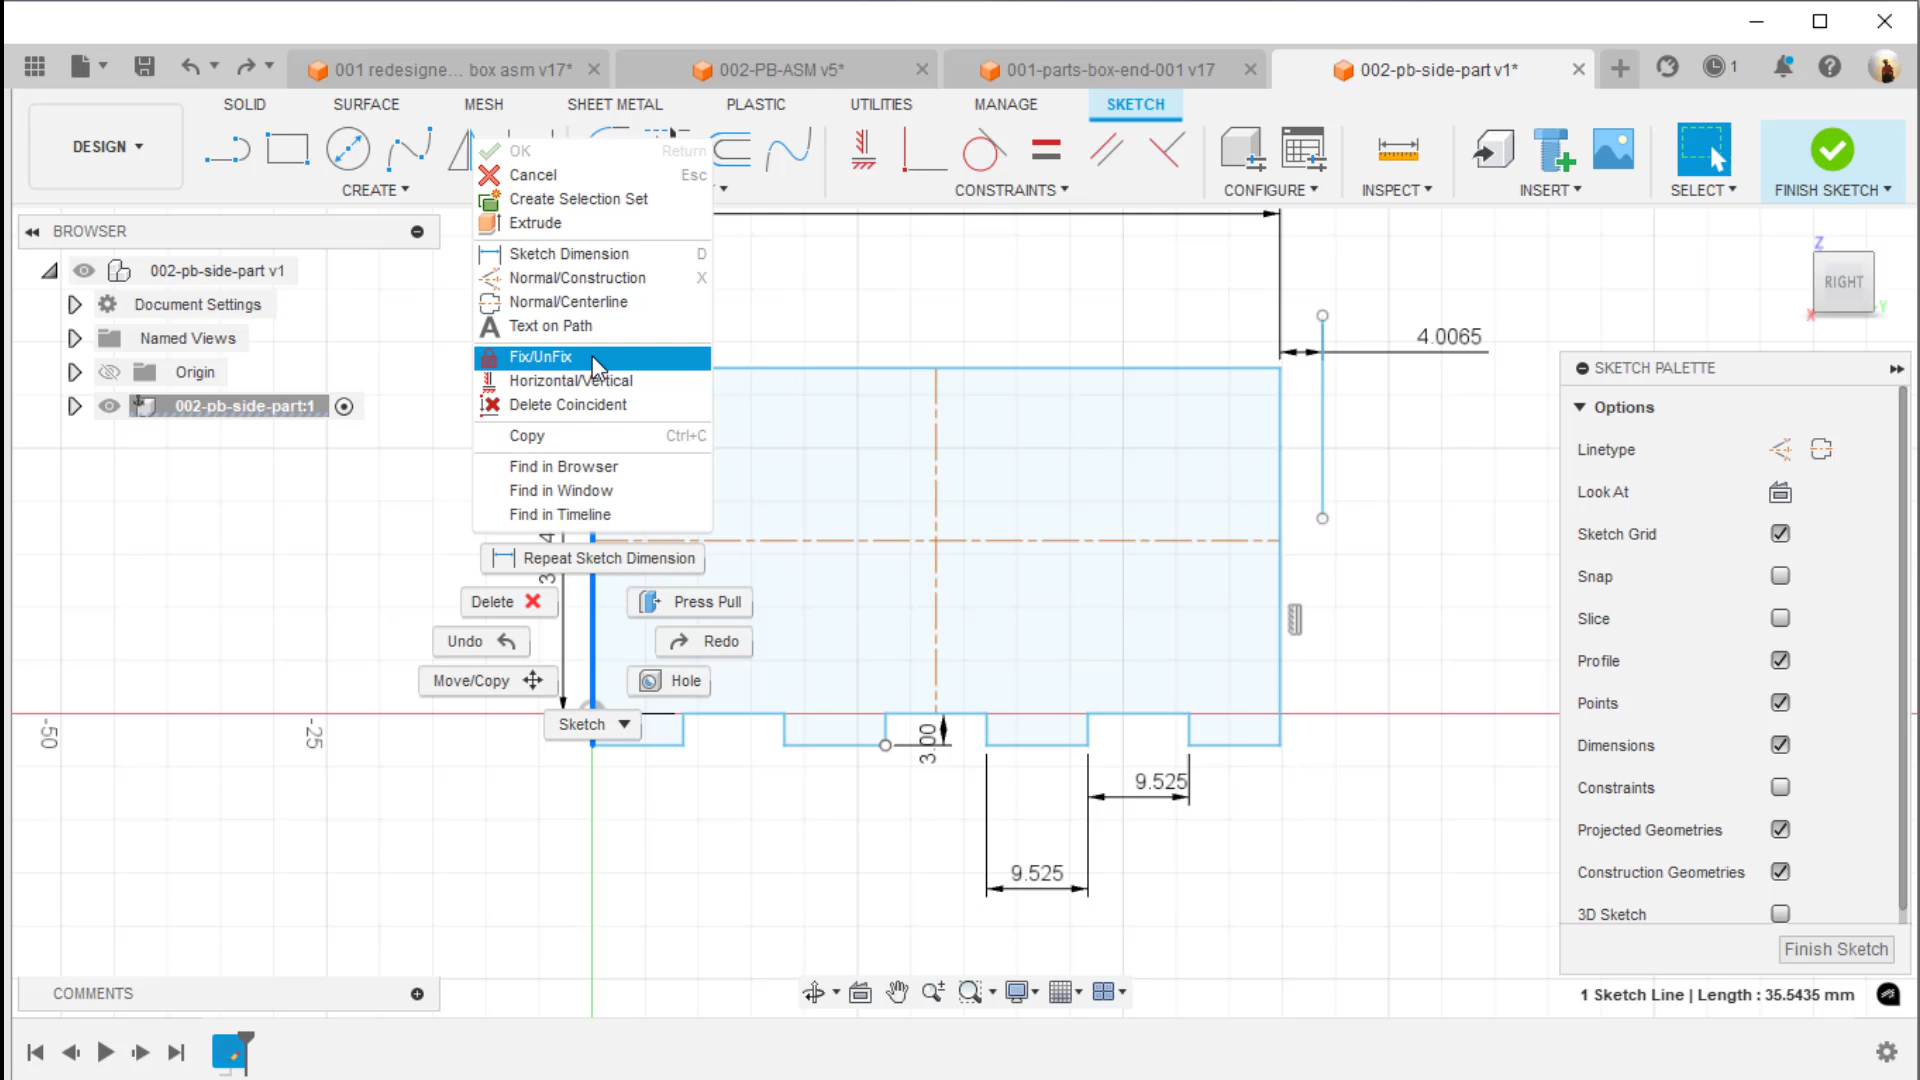 001 redesigne... box asm v17*
002-PB-ASM v5*
001-parts-box-end-001 v17
002-pb-side-part v1*
1
SOLID
SURFACE
MESH
SHEET METAL
PLASTIC
UTILITIES
MANAGE
SKETCH
DESIGN
CREATE
CONSTRAINTS
CONFIGURE
INSPECT
INSERT
SELECT
FINISH SKETCH
OK Return
Cancel Esc
Create Selection Set
Extrude
Sketch Dimension D
Normal/Construction X
Normal/Centerline
Text on Path
Fix/UnFix
Horizontal/Vertical
Delete Coincident
Copy Ctrl+C
Find in Browser
Find in Window
Find in Timeline
Repeat Sketch Dimension
Delete
Press Pull
Undo
Redo
Move/Copy
Hole
Sketch
BROWSER
002-pb-side-part v1
Document Settings
Named Views
Origin
002-pb-side-part:1
Z
RIGHT
X
Y
4.0065
-50
-25
3.00
9.525
9.525
SKETCH PALETTE
Options
Linetype
Look At
Sketch Grid
Snap
Slice
Profile
Points
Dimensions
Constraints
Projected Geometries
Construction Geometries
3D Sketch
Finish Sketch
COMMENTS
1 Sketch Line | Length : 35.5435 mm